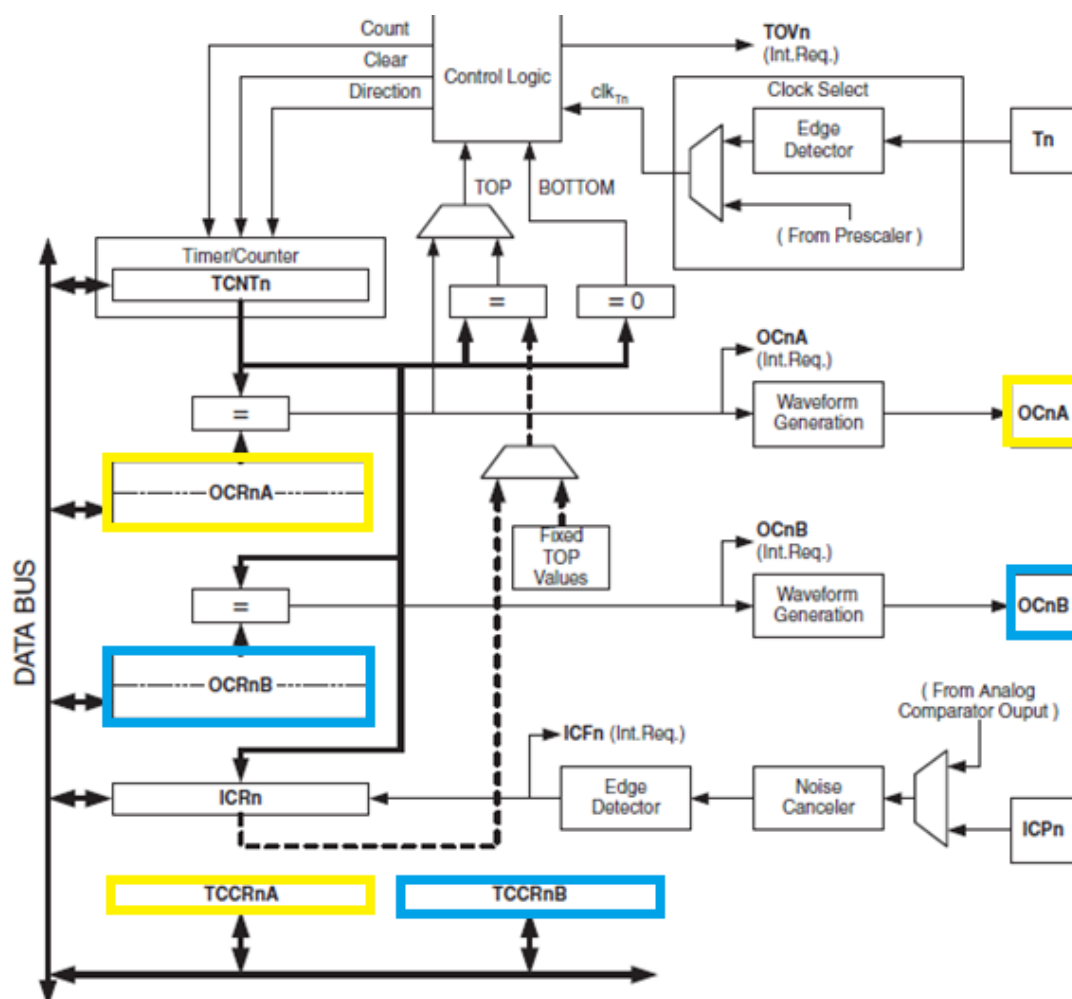 Count
Clear
Direction
Control Logic
TOVn
(Int.Req.)
clkTn
Clock Select
Edge
Detector
Tn
( From Prescaler )
TOP
BOTTOM
Timer/Counter
TCNTn
=
= 0
=
OCnA
(Int.Req.)
Waveform
Generation
OCnA
OCRnA
Fixed
TOP
Values
OCnB
(Int.Req.)
=
Waveform
Generation
OCnB
DATA BUS
OCRnB
( From Analog
Comparator Ouput )
ICFn (Int.Req.)
ICRn
Edge
Detector
Noise
Canceler
ICPn
TCCRnA
TCCRnB